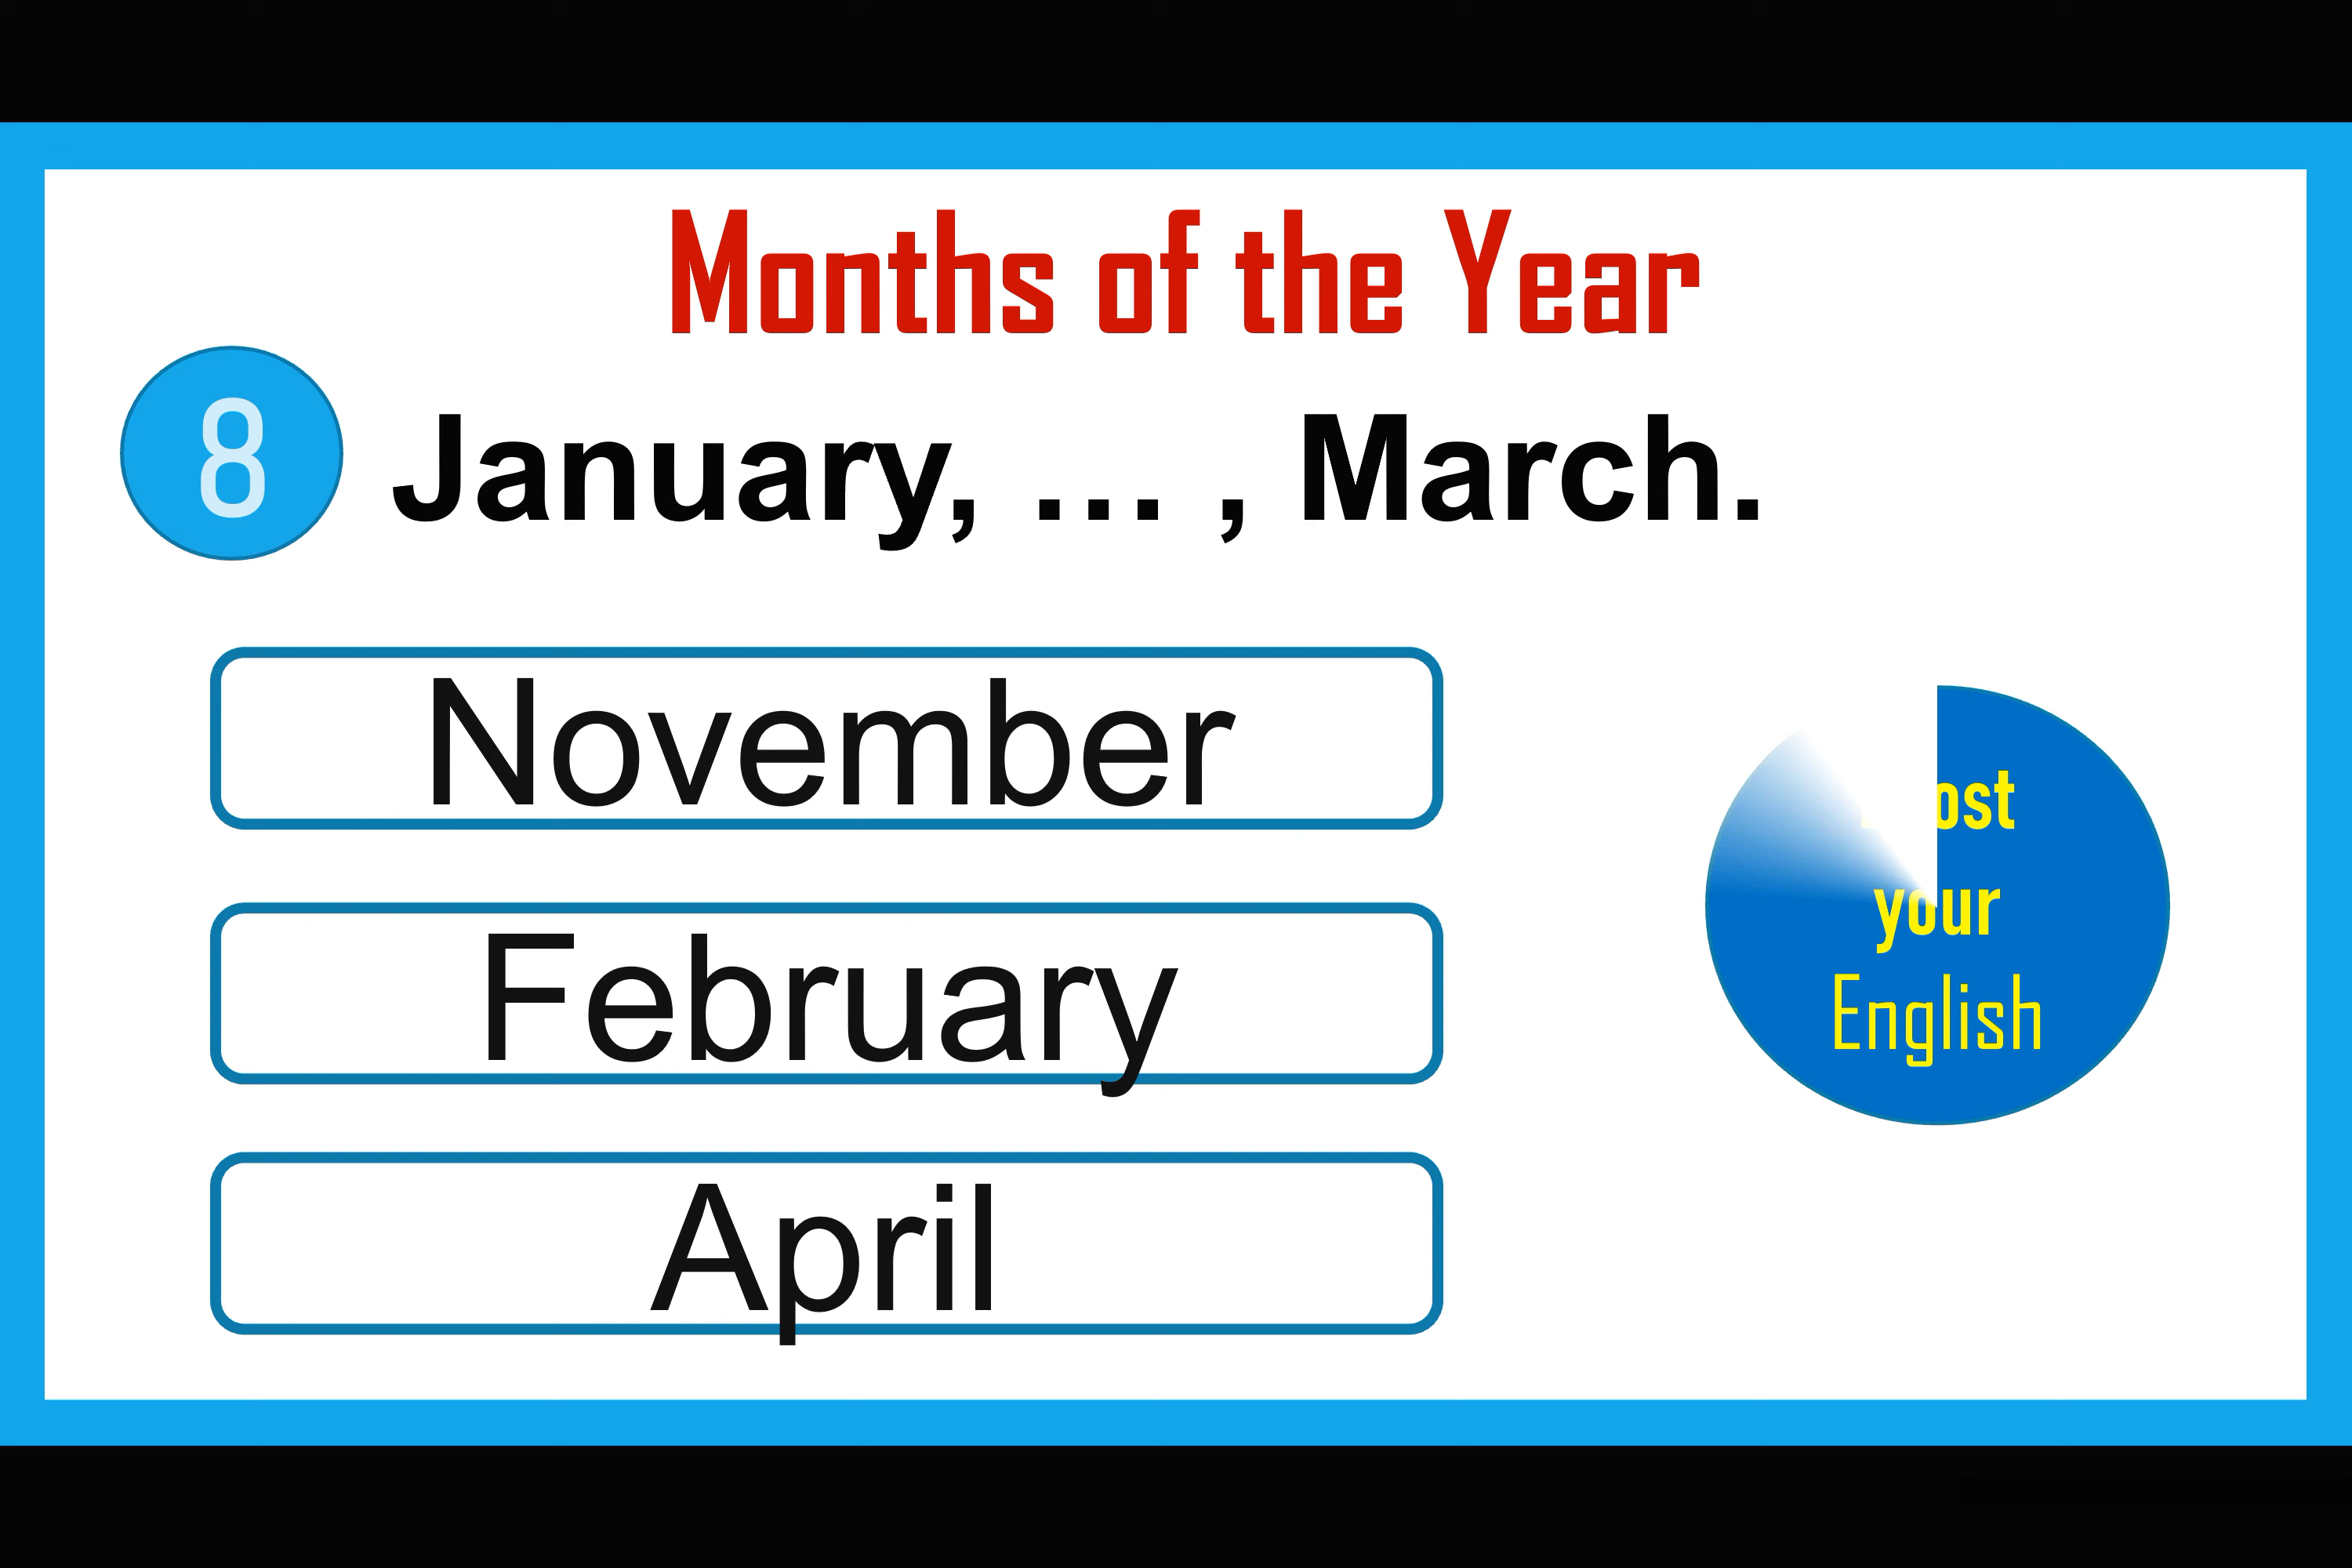 Months of the Year
8
January, ... , March.
November
February
April
your
English